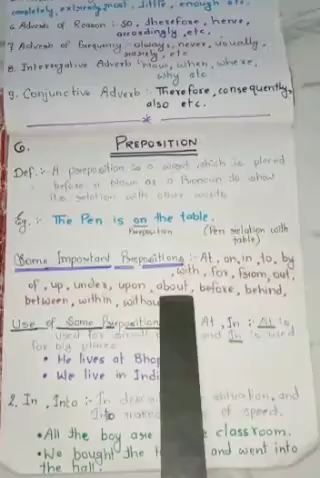 completely, extremely, most, little, enough etc.
6. Adverb of Reason : so, therefore, hence,
accordingly, etc.
7. Adverb of frequency : always, never, usually,
rarely, etc
8. Interrogative Adverb : How, when, where,
why etc
9. Conjunctive Adverb : Therefore, consequently,
also etc.
6. PREPOSITION
Def. :- A preposition is a word which is placed
before a Noun or a Pronoun to show
its relation with other words
Eg. :- The Pen is on the table.
Preposition (Pen relation with
table)
Some Important Prepositions :- At, on, in, to, by
, with, for, from, out,
of, up, under, upon, about, before, behind,
between, within, withou
Use of Some Preposition At, In :- At is
used for small and In is used
for big places
• He lives at Bhop
• We live in Indi
2. In, Into :- In situation, and
Into of speed.
• All the boy are classroom.
• We bought the and went into
the hall.